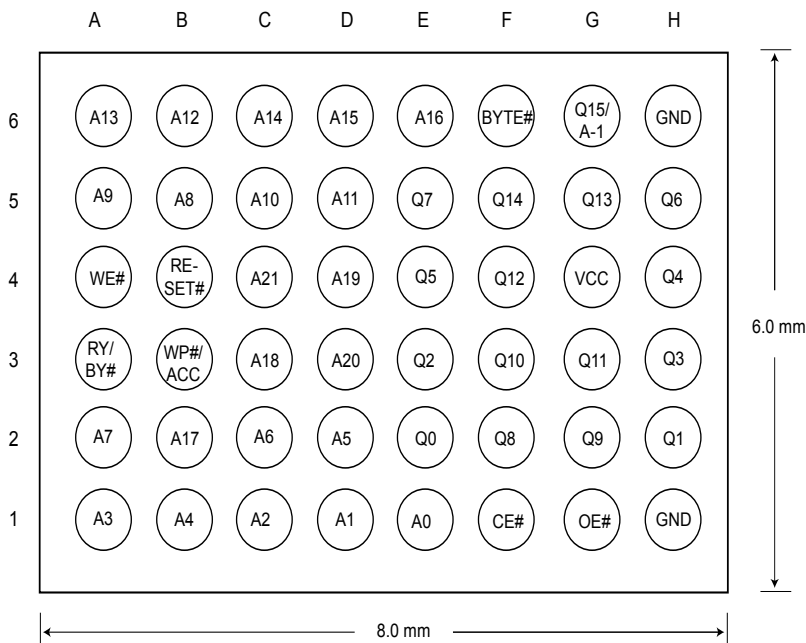 A B C D E F G H
6 A13 A12 A14 A15 A16 BYTE# Q15/ A-1 GND
5 A9 A8 A10 A11 Q7 Q14 Q13 Q6
4 WE# RE- SET# A21 A19 Q5 Q12 VCC Q4
3 RY/ BY# WP#/ ACC A18 A20 Q2 Q10 Q11 Q3
6.0 mm
2 A7 A17 A6 A5 Q0 Q8 Q9 Q1
1 A3 A4 A2 A1 A0 CE# OE# GND
8.0 mm